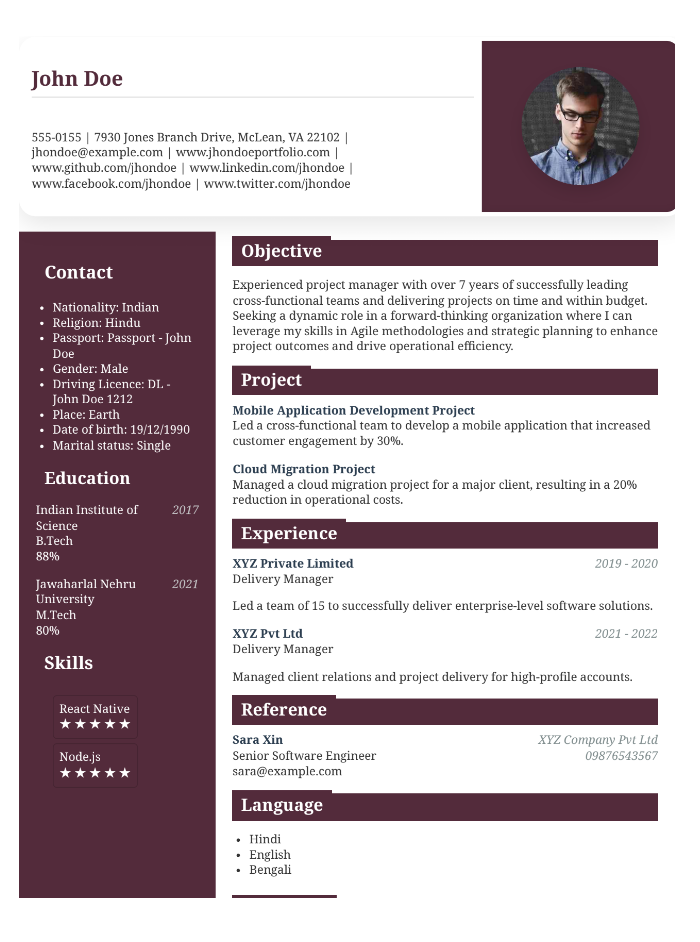 John Doe
555-0155 | 7930 Jones Branch Drive, McLean, VA 22102 |
jhondoe@example.com | www.jhondoeportfolio.com |
www.github.com/jhondoe | www.linkedin.com/jhondoe |
www.facebook.com/jhondoe | www.twitter.com/jhondoe
Contact
• Nationality: Indian
• Religion: Hindu
• Passport: Passport - John
Doe
• Gender: Male
• Driving Licence: DL -
John Doe 1212
• Place: Earth
• Date of birth: 19/12/1990
• Marital status: Single
Education
Indian Institute of 2017
Science
B.Tech
88%
Jawaharlal Nehru 2021
University
M.Tech
80%
Skills
React Native
★ ★ ★ ★ ★
Node.js
★ ★ ★ ★ ★
Objective
Experienced project manager with over 7 years of successfully leading
cross-functional teams and delivering projects on time and within budget.
Seeking a dynamic role in a forward-thinking organization where I can
leverage my skills in Agile methodologies and strategic planning to enhance
project outcomes and drive operational efficiency.
Project
Mobile Application Development Project
Led a cross-functional team to develop a mobile application that increased
customer engagement by 30%.
Cloud Migration Project
Managed a cloud migration project for a major client, resulting in a 20%
reduction in operational costs.
Experience
XYZ Private Limited 2019 - 2020
Delivery Manager
Led a team of 15 to successfully deliver enterprise-level software solutions.
XYZ Pvt Ltd 2021 - 2022
Delivery Manager
Managed client relations and project delivery for high-profile accounts.
Reference
Sara Xin XYZ Company Pvt Ltd
Senior Software Engineer 09876543567
sara@example.com
Language
• Hindi
• English
• Bengali